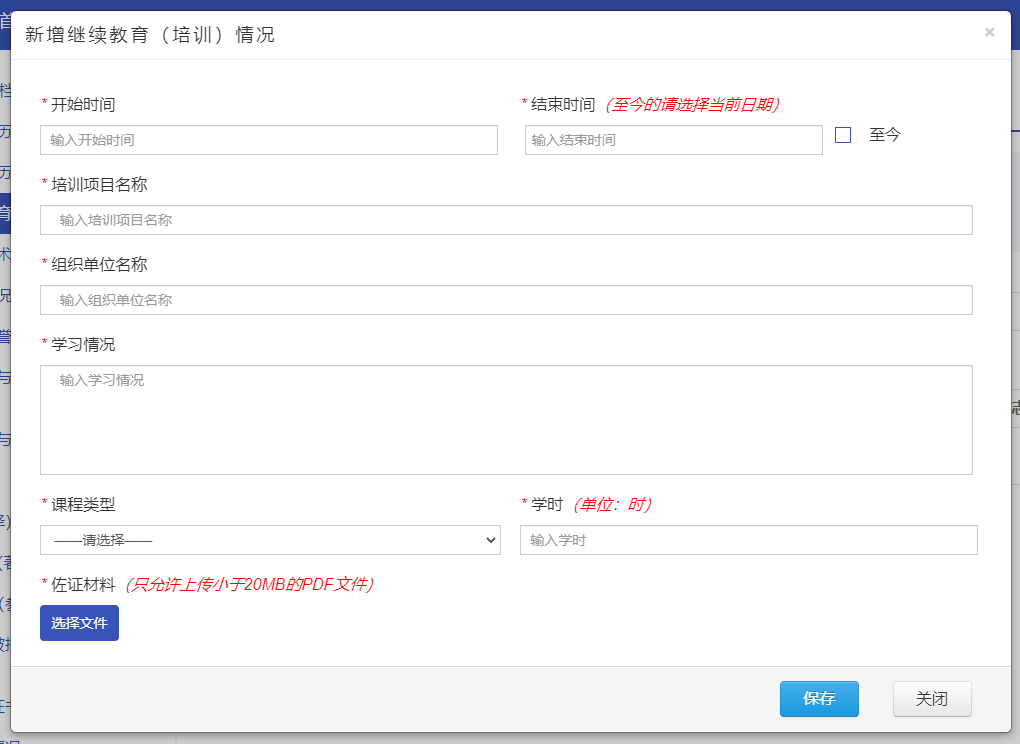 新增继续教育（培训）情况
×
* 开始时间
* 结束时间 （至今的请选择当前日期）
输入开始时间
输入结束时间
至今
* 培训项目名称
输入培训项目名称
* 组织单位名称
输入组织单位名称
* 学习情况
输入学习情况
* 课程类型
* 学时 （单位：时）
——请选择——
输入学时
* 佐证材料 （只允许上传小于20MB的PDF文件）
选择文件
保存
关闭